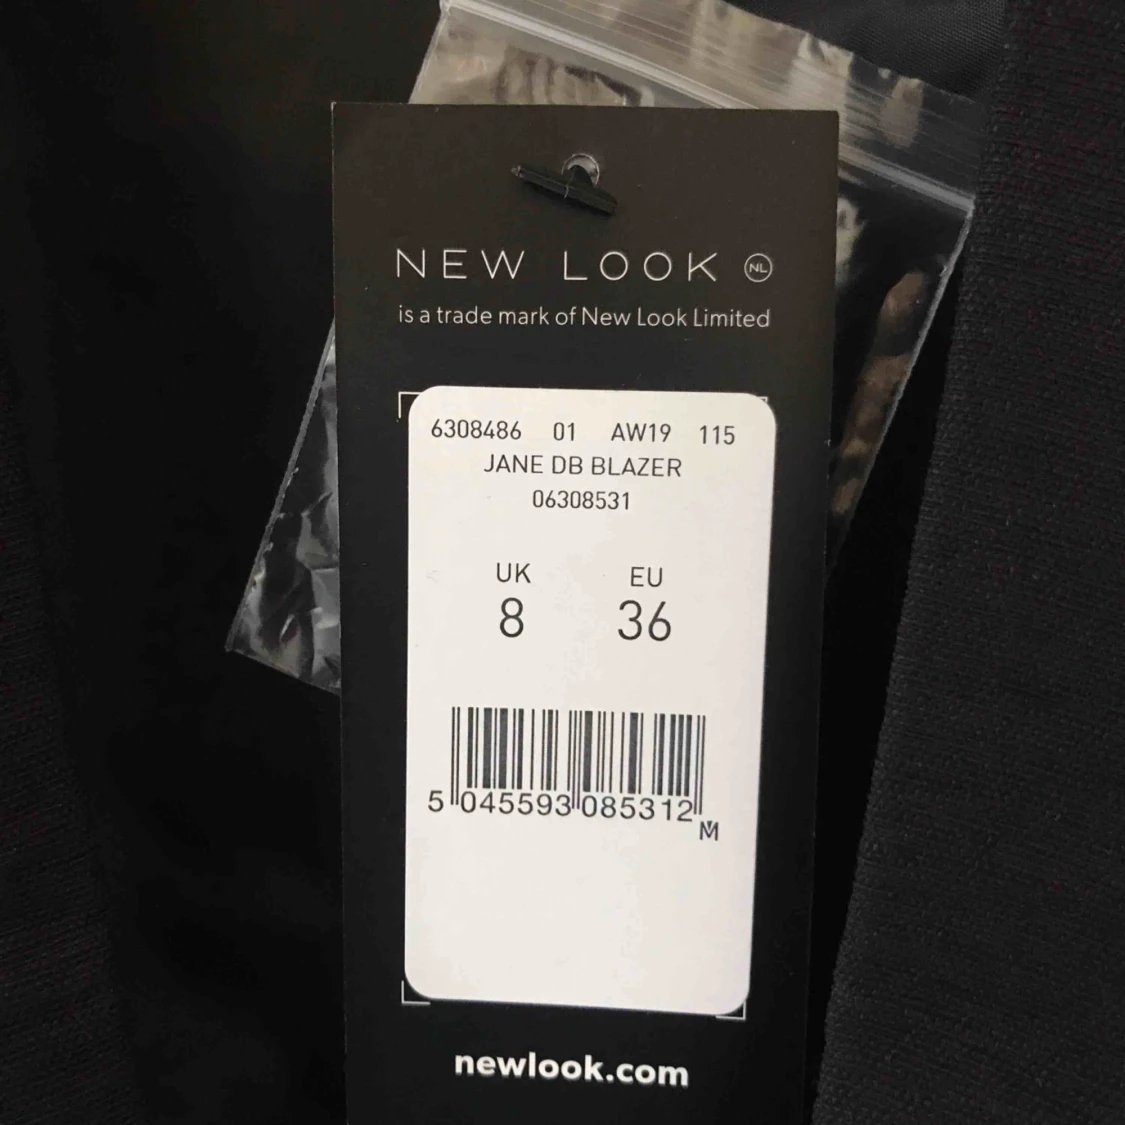 NEW LOOK NL
is a trade mark of New Look Limited
6308486 01 AW19 115
JANE DB BLAZER
06308531
UK EU
8 36
5 045593 085312
M
newlook.com